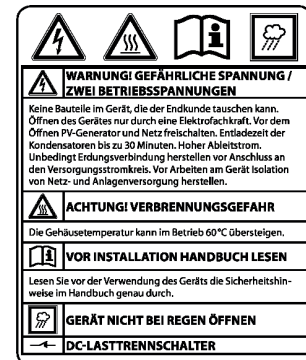 WARNUNG! GEFÄHRLICHE SPANNUNG /
ZWEI BETRIEBSSPANNUNGEN
Keine Bauteile im Gerät, die der Endkunde tauschen kann.
Öffnen des Gerätes nur durch eine Elektrofachkraft. Vor dem
Öffnen PV-Generator und Netz freischalten. Entladezeit der
Kondensatoren bis zu 30 Minuten. Hoher Ableitstrom.
Unbedingt Erdungsverbindung herstellen vor Anschluss an
den Versorgungsstromkreis. Vor Arbeiten am Gerät Isolation
von Netz- und Anlagenversorgung herstellen.
ACHTUNG! VERBRENNUNGSGEFAHR
Die Gehäusetemperatur kann im Betrieb 60°C übersteigen.
VOR INSTALLATION HANDBUCH LESEN
Lesen Sie vor der Verwendung des Geräts die Sicherheitshin-
weise im Handbuch genau durch.
GERÄT NICHT BEI REGEN ÖFFNEN
DC-LASTTRENNSCHALTER